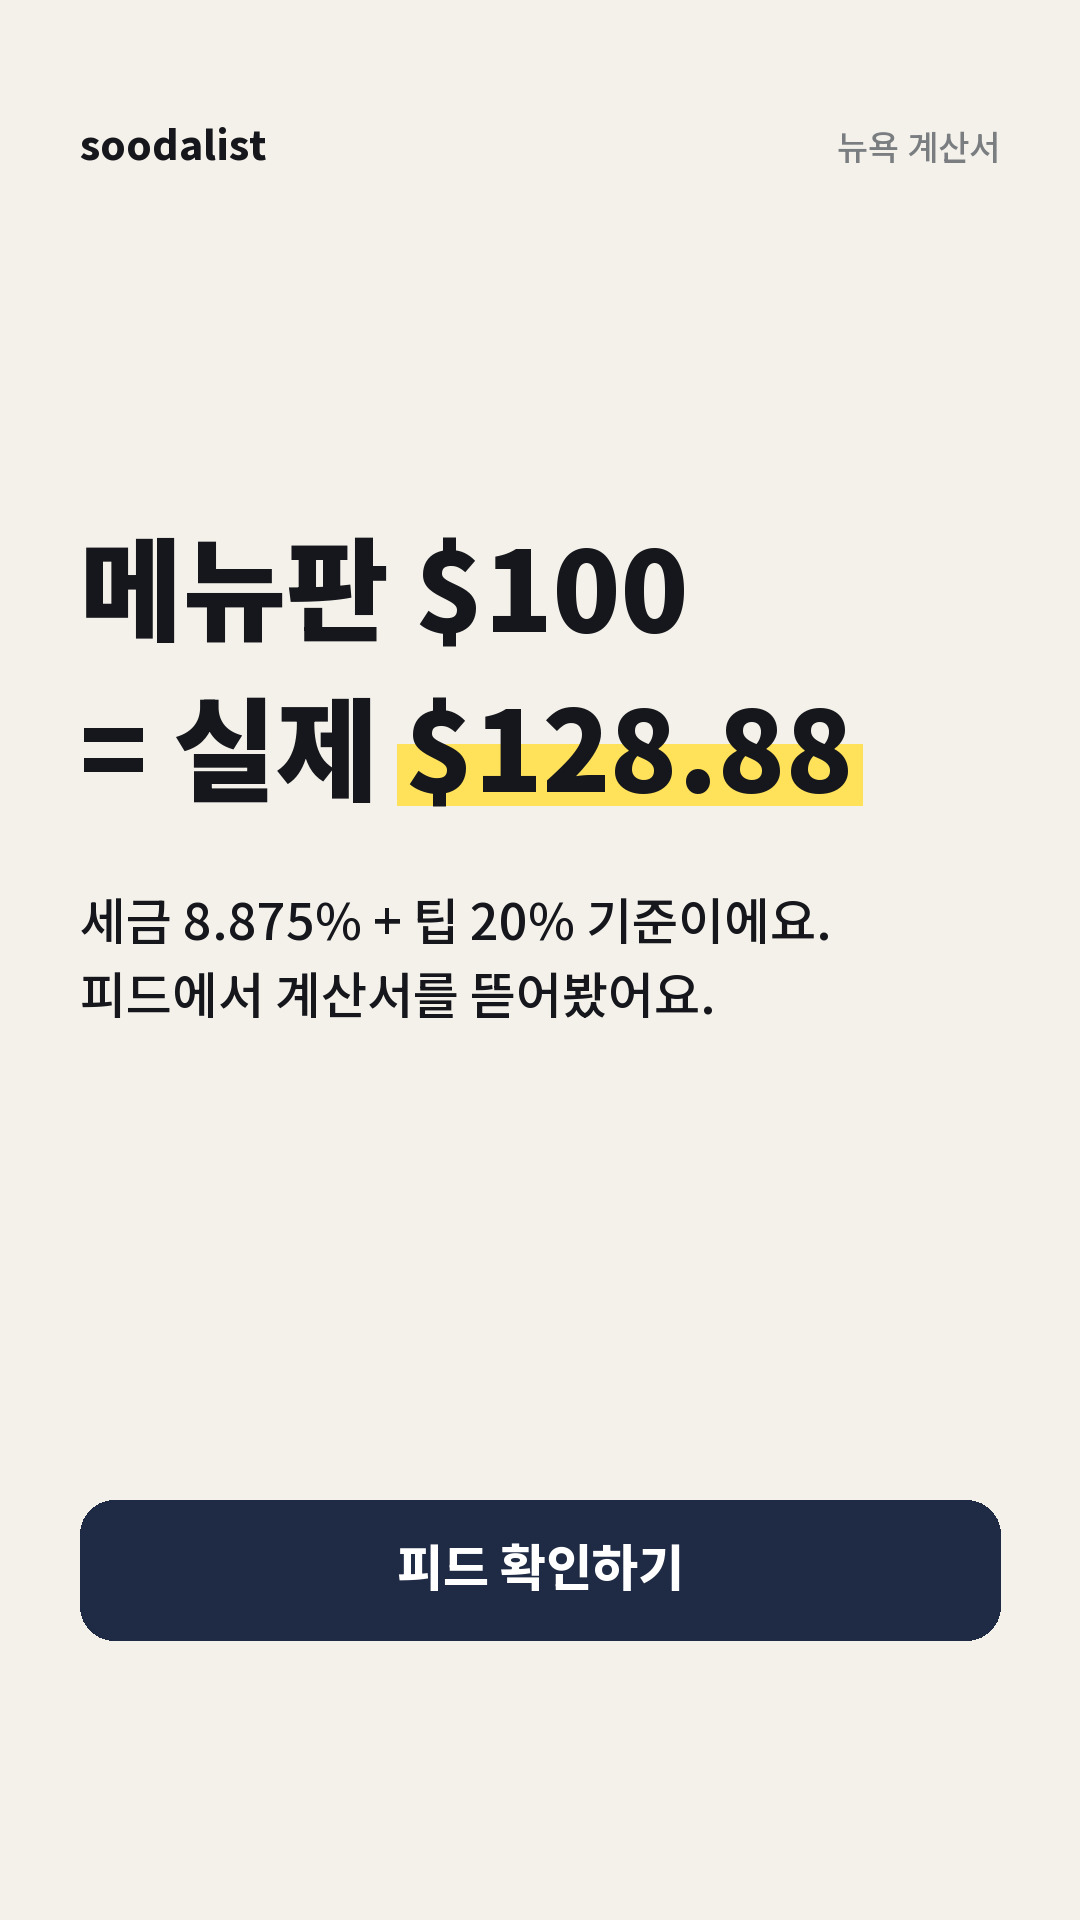 soodalist
뉴욕 계산서
메뉴판 $100
= 실제 $128.88
세금 8.875% + 팁 20% 기준이에요.
피드에서 계산서를 뜯어봤어요.
피드 확인하기